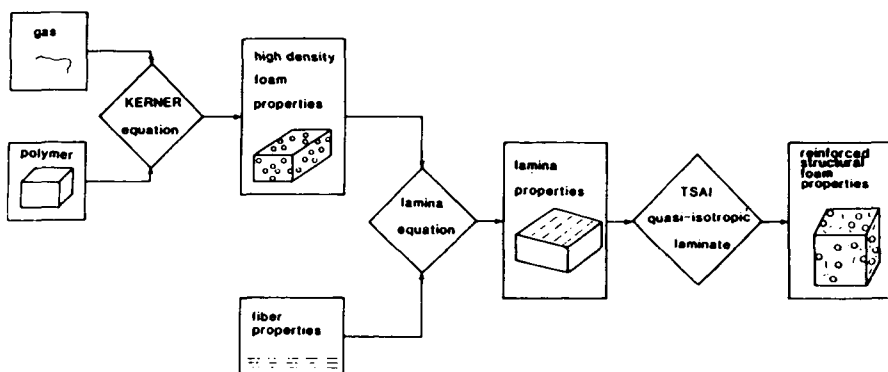 gas
KERNER
equation
polymer
high density
foam
properties
lamina
equation
fiber
properties
lamina
properties
TSAI
quasi-isotropic
laminate
reinforced
structural
foam
properties